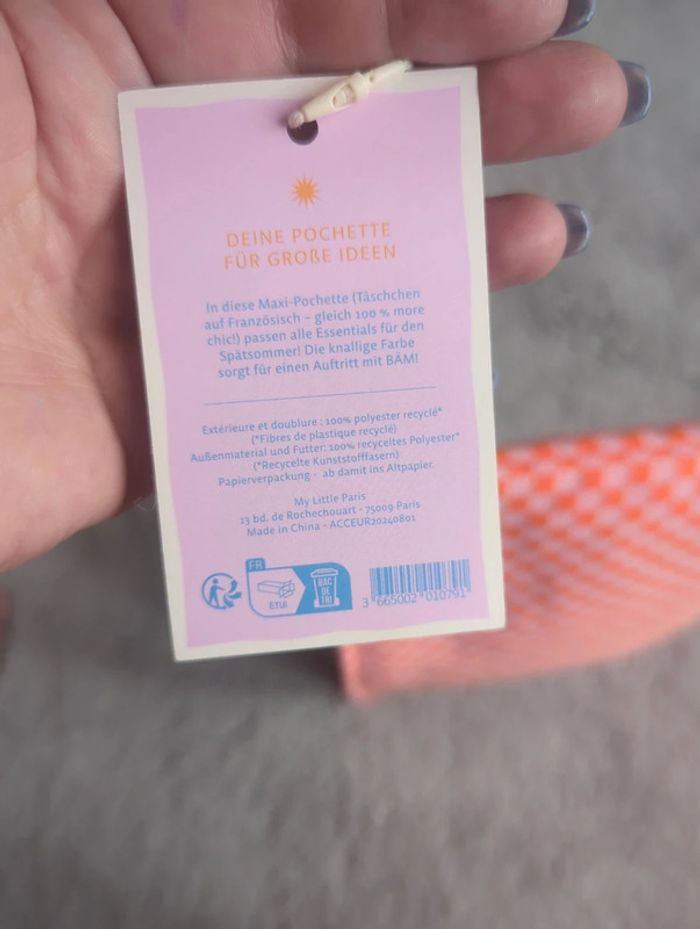 DEINE POCHETTE
FÜR GROẞE IDEEN
In diese Maxi-Pochette (Täschchen
auf Französisch – gleich 100 % more
chic!) passen alle Essentials für den
Spätsommer! Die knallige Farbe
sorgt für einen Auftritt mit BÄM!
Extérieure et doublure : 100% polyester recyclé*
(*Fibres de plastique recyclé)
Außenmaterial und Futter: 100% recyceltes Polyester*
(*Recycelte Kunststofffasern)
Papierverpackung - ab damit ins Altpapier.
My Little Paris
13 bd. de Rochechouart - 75009 Paris
Made in China - ACCEUR20240801
FR
ETUI
BAC
DE
TRI
3 665002 010791